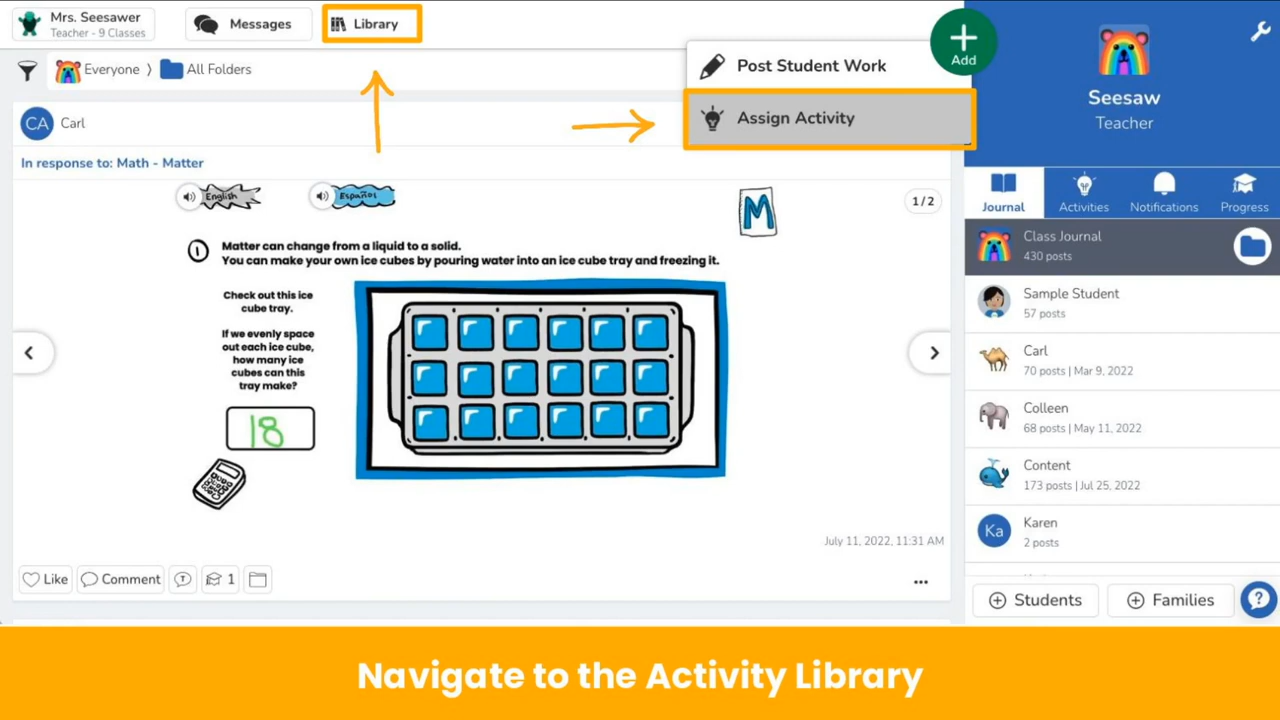 Mrs. Seesawer
Teacher - 9 Classes
Messages
Library
Add
Post Student Work
Assign Activity
Everyone
All Folders
CA
Carl
In response to: Math - Matter
English
Español
M
1 / 2
1
Matter can change from a liquid to a solid.
You can make your own ice cubes by pouring water into an ice cube tray and freezing it.
Check out this ice
cube tray.
If we evenly space
out each ice cube,
how many ice
cubes can this
tray make?
18
July 11, 2022, 11:31 AM
Like
Comment
T
1
...
Seesaw
Teacher
Journal
Activities
Notifications
Progress
Class Journal
430 posts
Sample Student
57 posts
Carl
70 posts | Mar 9, 2022
Colleen
68 posts | May 11, 2022
Content
173 posts | Jul 25, 2022
Ka
Karen
2 posts
Students
Families
?
Navigate to the Activity Library